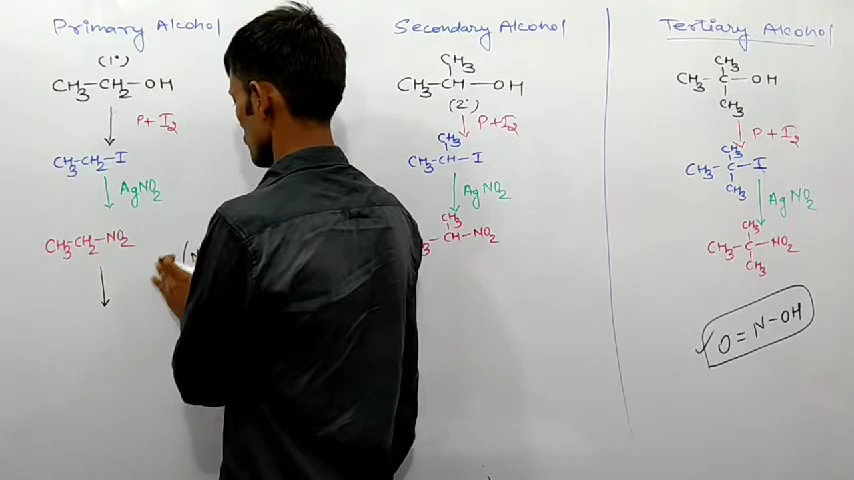 Primary Alcohol
(1°)
CH3-CH2-OH
P+I2
CH3-CH2-I
AgNO2
CH3-CH2-NO2
Secondary Alcohol
CH3
CH3-CH-OH
(2°)
P+I2
CH3
CH3-CH-I
AgNO2
CH3
CH-NO2
Tertiary Alcohol
CH3
CH3-C-OH
CH3
P+I2
CH3
CH3-C-I
CH3
AgNO2
CH3
CH3-C-NO2
CH3
O=N-OH